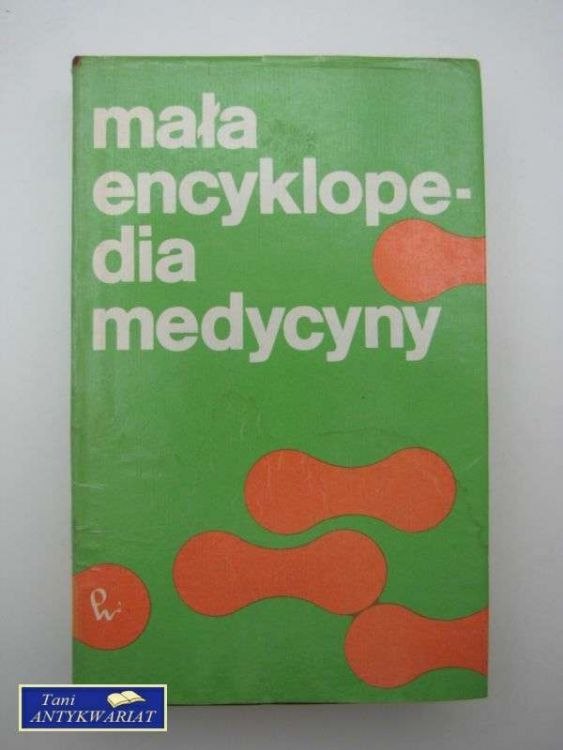 mała
encyklope-
dia
medycyny
Tani
ANTYKWARIAT